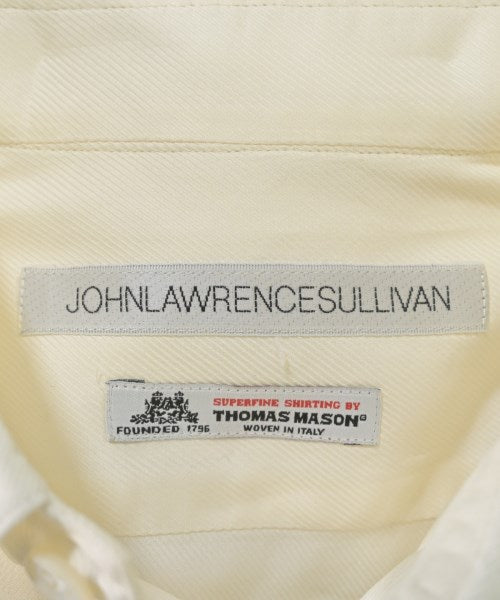 JOHNLAWRENCESULLIVAN
SUPERFINE SHIRTING BY
THOMAS MASON®
FOUNDED 1796 WOVEN IN ITALY